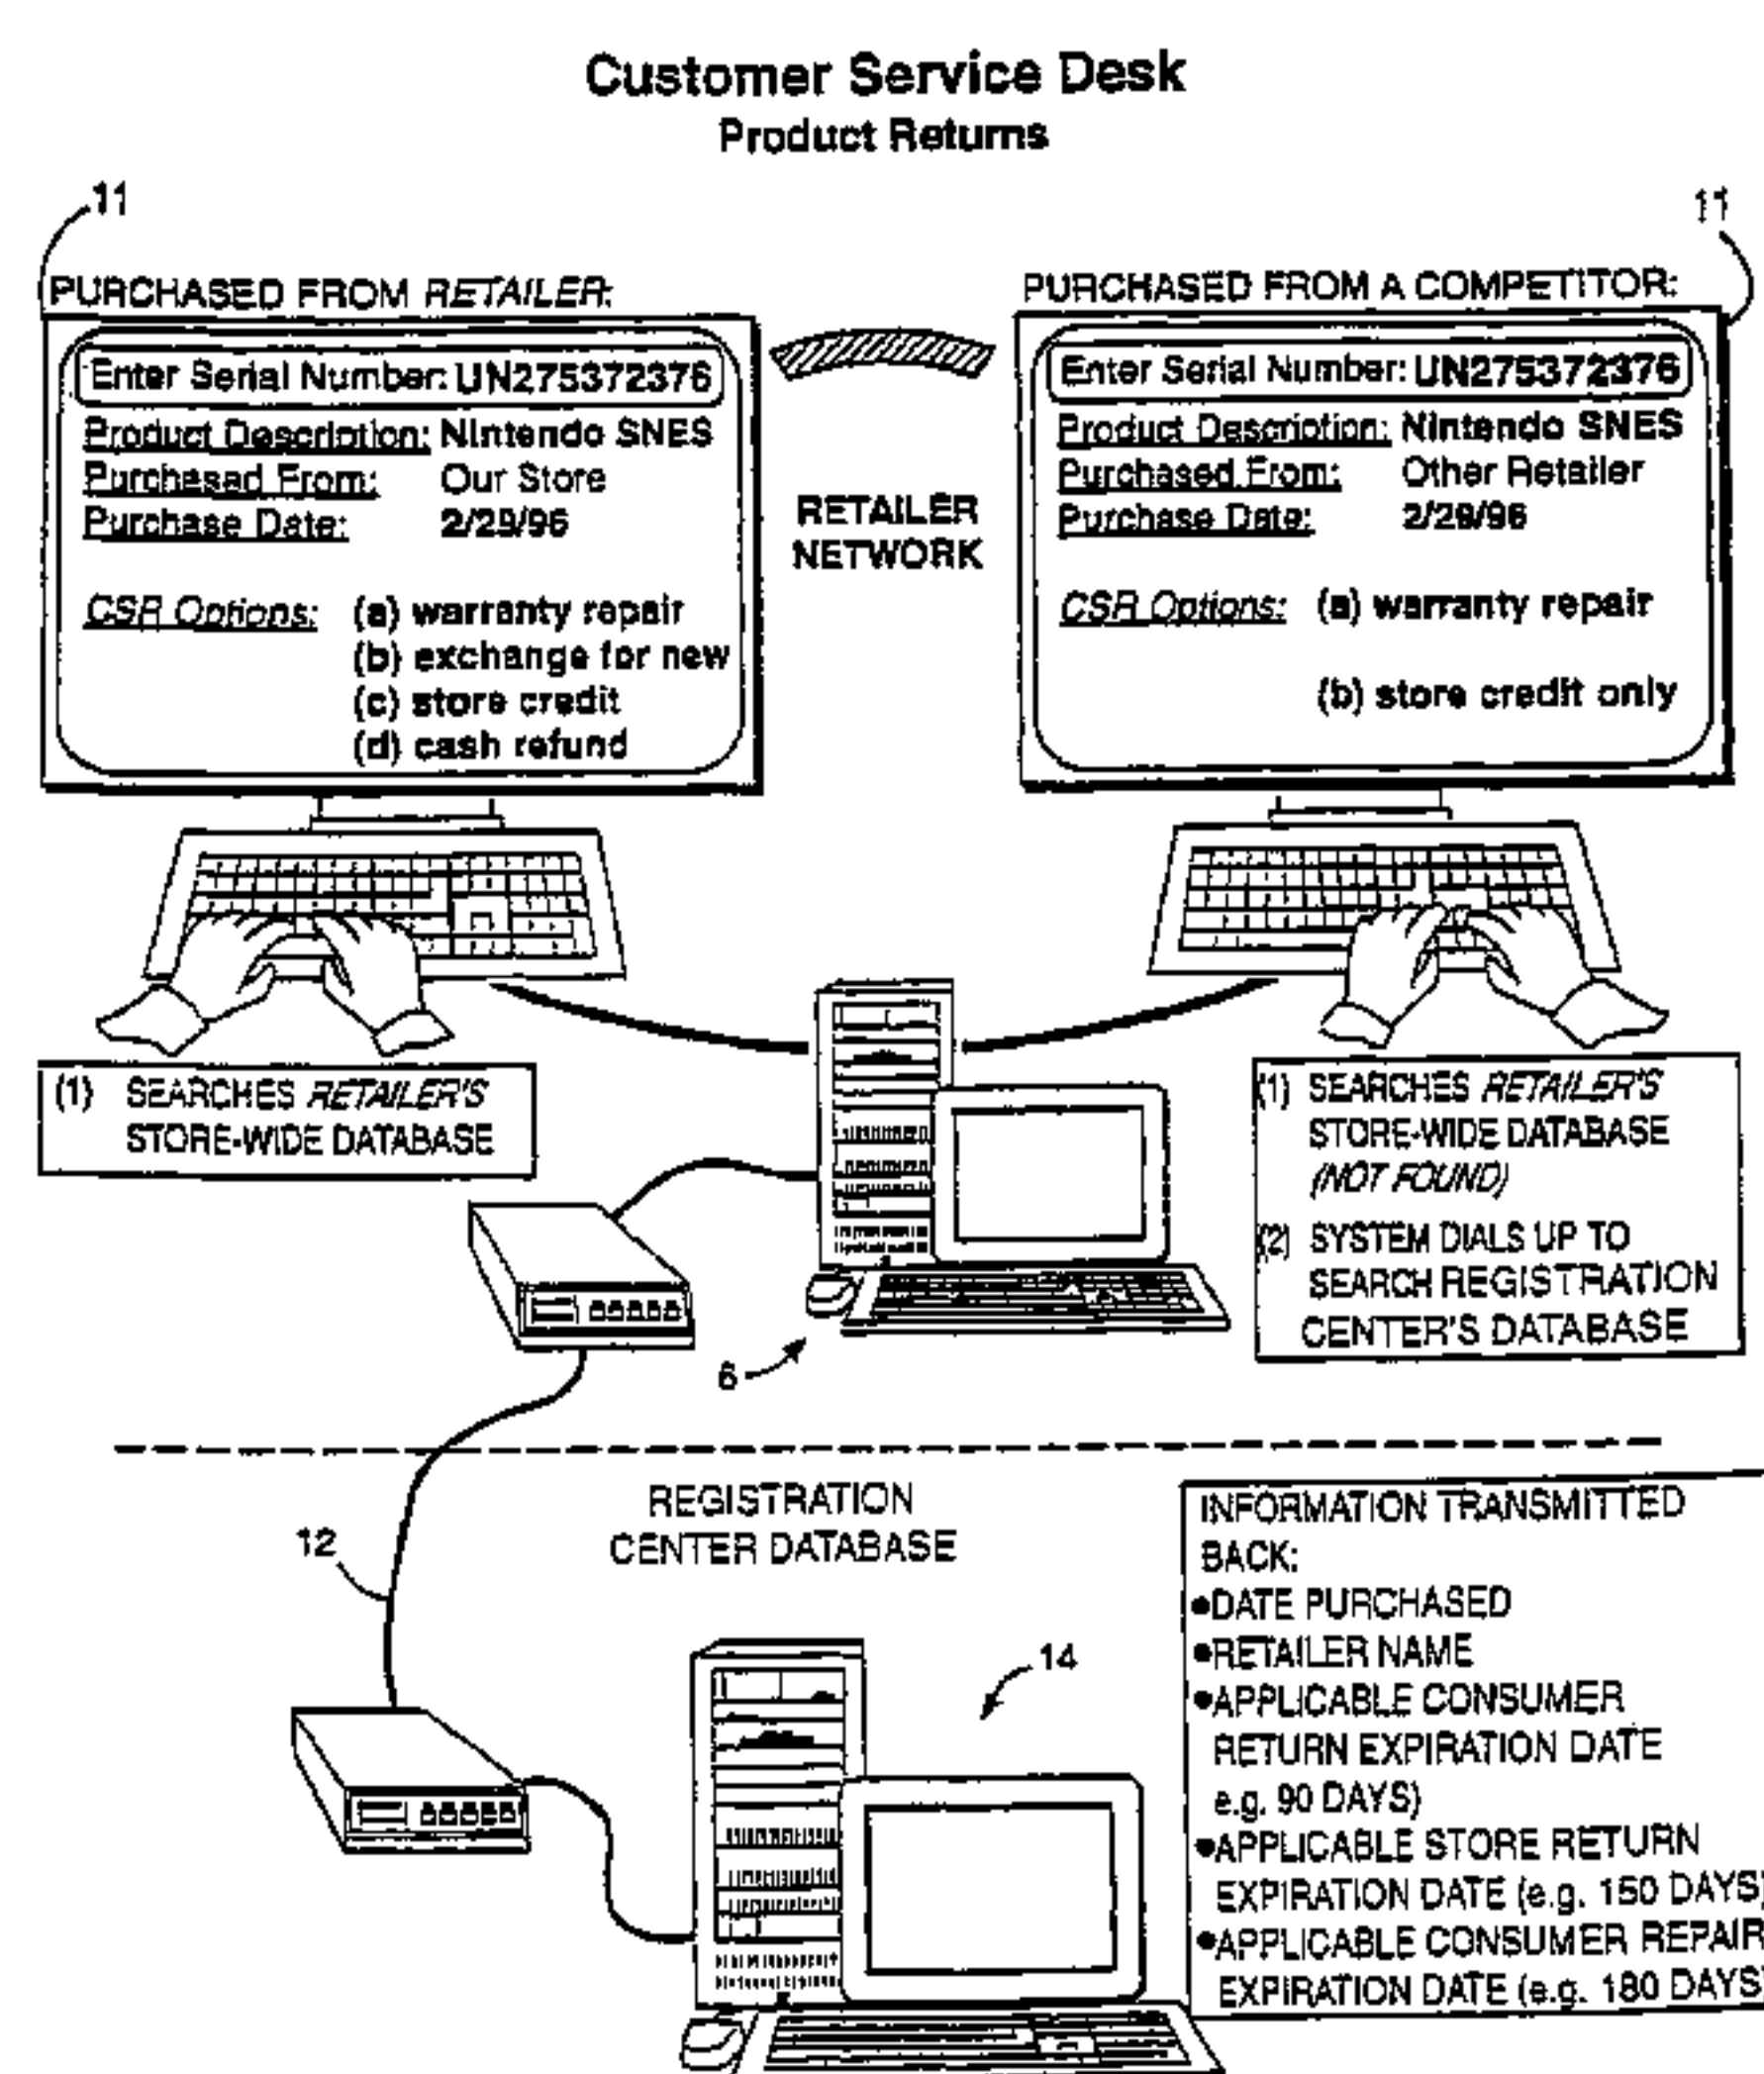 Customer Service Desk
Product Returns
11
11
PURCHASED FROM RETAILER:
Enter Serial Number: UN275372376
Product Description: Nintendo SNES
Purchased From: Our Store
Purchase Date: 2/29/96
CSR Options: (a) warranty repair
(b) exchange for new
(c) store credit
(d) cash refund
RETAILER
NETWORK
PURCHASED FROM A COMPETITOR:
Enter Serial Number: UN275372376
Product Description: Nintendo SNES
Purchased From: Other Retailer
Purchase Date: 2/29/96
CSR Options: (a) warranty repair
(b) store credit only
(1) SEARCHES RETAILER'S
STORE-WIDE DATABASE
(1) SEARCHES RETAILER'S
STORE-WIDE DATABASE
(NOT FOUND)
(2) SYSTEM DIALS UP TO
SEARCH REGISTRATION
CENTER'S DATABASE
6
12
REGISTRATION
CENTER DATABASE
14
INFORMATION TRANSMITTED
BACK:
•DATE PURCHASED
•RETAILER NAME
•APPLICABLE CONSUMER
RETURN EXPIRATION DATE
e.g. 90 DAYS)
•APPLICABLE STORE RETURN
EXPIRATION DATE (e.g. 150 DAYS)
•APPLICABLE CONSUMER REPAIR
EXPIRATION DATE (e.g. 180 DAYS